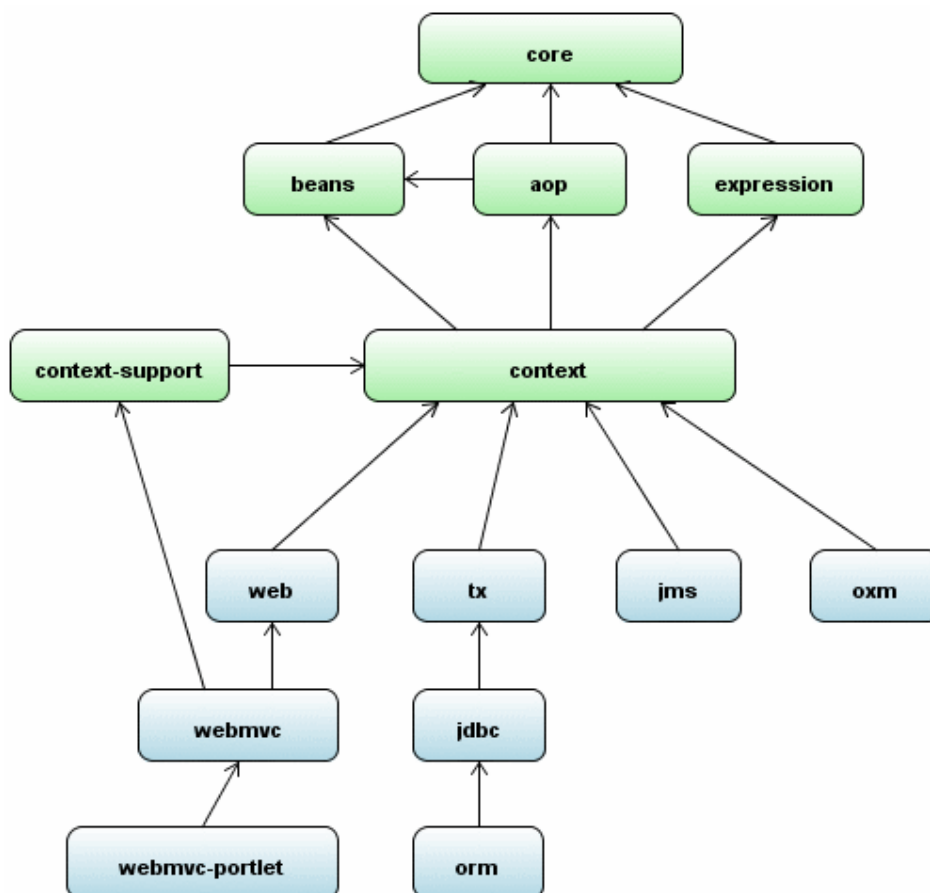 core
beans
aop
expression
context-support
context
web
tx
jms
oxm
webmvc
jdbc
webmvc-portlet
orm